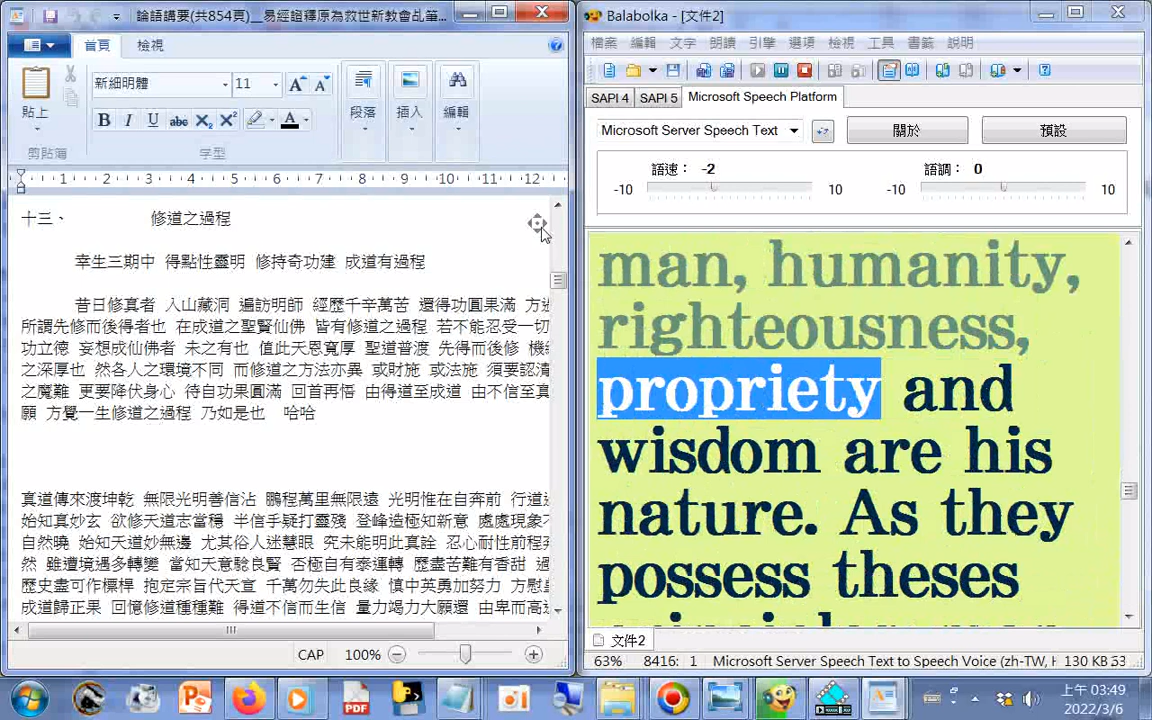 論語講要(共854頁)__易經證釋原為救世新教會乩筆...
首頁
檢視
貼上
剪貼簿
新細明體
11
B I U abc X₂ X² A
字型
段落
插入
編輯
1 2 3 4 5 6 7 8 9 10 11 12
十三、 修道之過程
幸生三期中 得點性靈明 修持奇功建 成道有過程
昔日修真者 入山藏洞 遍訪明師 經歷千辛萬苦 還得功圓果滿 方
所謂先修而後得者也 在成道之聖賢仙佛 皆有修道之過程 若不能忍受一切
功立德 妄想成仙佛者 未之有也 值此天恩寬厚 聖道普渡 先得而後修 機
之深厚也 然各人之環境不同 而修道之方法亦異 或財施 或法施 須要認清
之魔難 更要降伏身心 待自功果圓滿 回首再悟 由得道至成道 由不信至真
願 方覺一生修道之過程 乃如是也 哈哈
真道傳來渡坤乾 無限光明善信沾 鵬程萬里無限遠 光明惟在自奔前 行道
始知真妙玄 欲修天道志當穩 半信半疑打靈殘 登峰造極知新意 處處現象
自然曉 始知天道妙無邊 尤其俗人迷慧眼 究未能明此真詮 忍心耐性前程
然 雖遭境遇多轉變 當知天意騐良賢 否極自有泰運轉 歷盡苦難有香甜
歷史盡可作標桿 抱定宗旨代天宣 千萬勿失此良緣 慎中英勇加努力 方慰
成道歸正果 回憶修道種種難 得道不信而生信 量力竭力大願還 由卑而高
CAP 100%
Balabolka - [文件2]
檔案 編輯 文字 朗讀 引擎 選項 檢視 工具 書籤 說明
SAPI 4 SAPI 5 Microsoft Speech Platform
Microsoft Server Speech Text
關於
預設
語速: -2
-10 10
語調: 0
-10 10
man, humanity,
righteousness,
propriety and
wisdom are his
nature. As they
possess theses
文件2
63% 8416: 1 Microsoft Server Speech Text to Speech Voice (zh-TW, H 130 KB
上午 03:49
2022/3/6